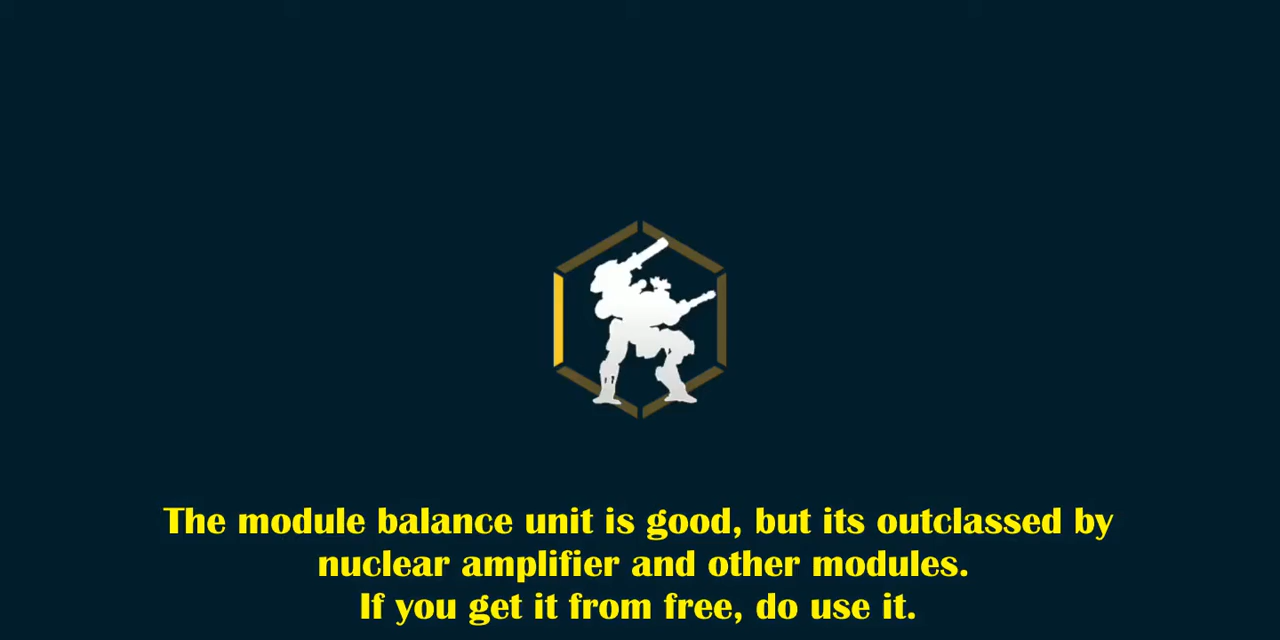 The module balance unit is good, but its outclassed by
nuclear amplifier and other modules.
If you get it from free, do use it.